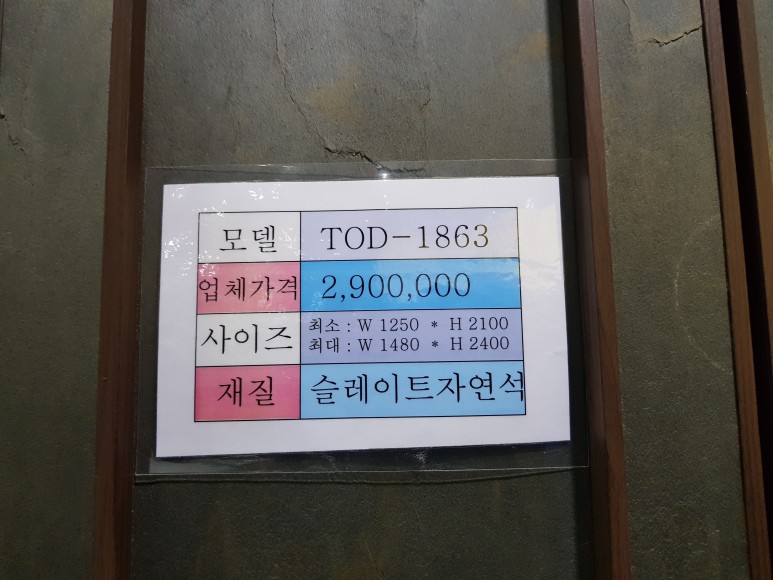 모델 TOD-1863
업체가격 2,900,000
사이즈 최소 : W 1250 * H 2100
최대 : W 1480 * H 2400
재질 슬레이트자연석